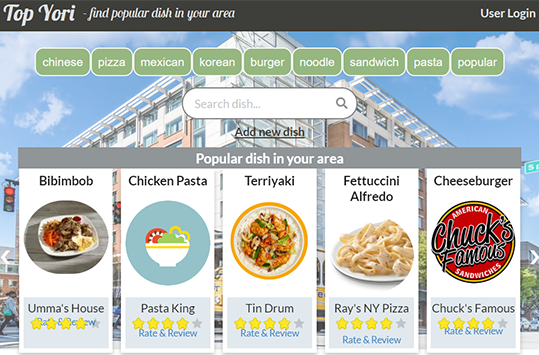 Top Yori - find popular dish in your area User Login
chinese pizza mexican korean burger noodle sandwich pasta popular
Search dish...
Add new dish
Popular dish in your area
Bibimbob
Umma's House
Rate & Review
Chicken Pasta
Pasta King
Rate & Review
Terriyaki
Tin Drum
Rate & Review
Fettuccini
Alfredo
Ray's NY Pizza
Rate & Review
Cheeseburger
AMERICAN
Chuck's
Famous
SANDWICHES
Chuck's Famous
Rate & Review